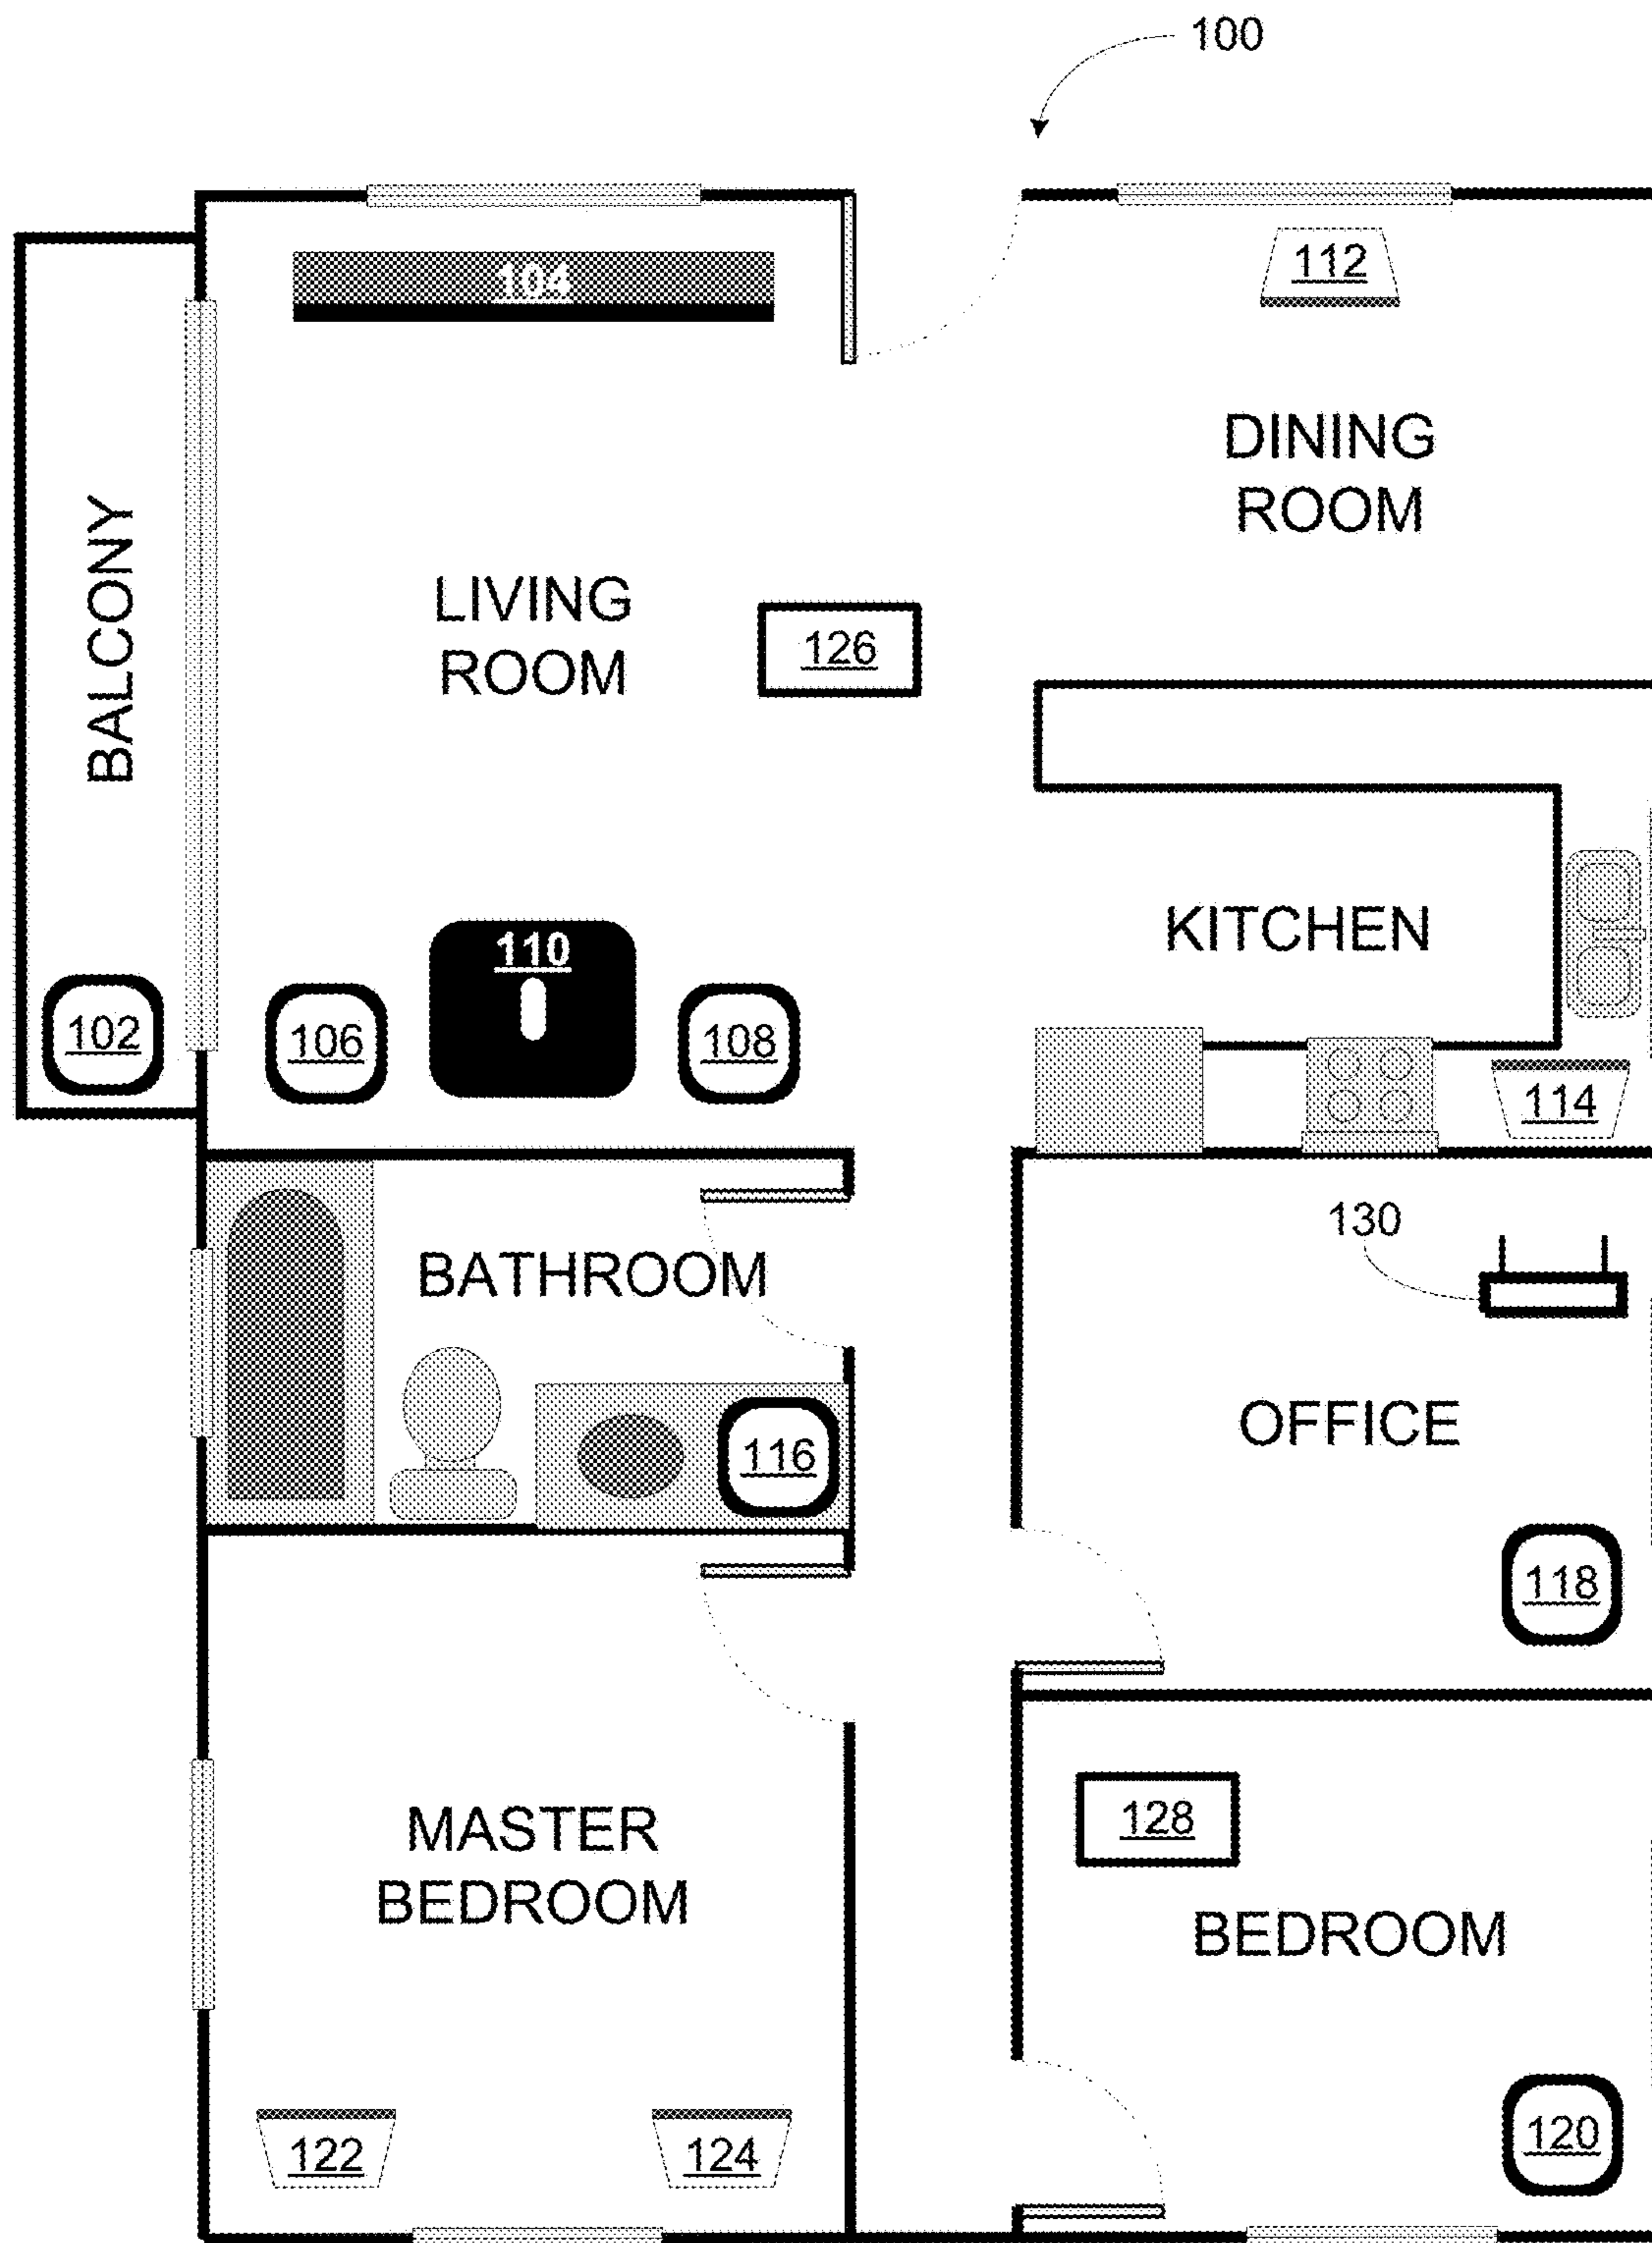 100
104
112
DINING
ROOM
BALCONY
LIVING
ROOM
126
KITCHEN
110
102
106
108
114
130
BATHROOM
OFFICE
116
118
128
MASTER
BEDROOM
BEDROOM
120
122
124